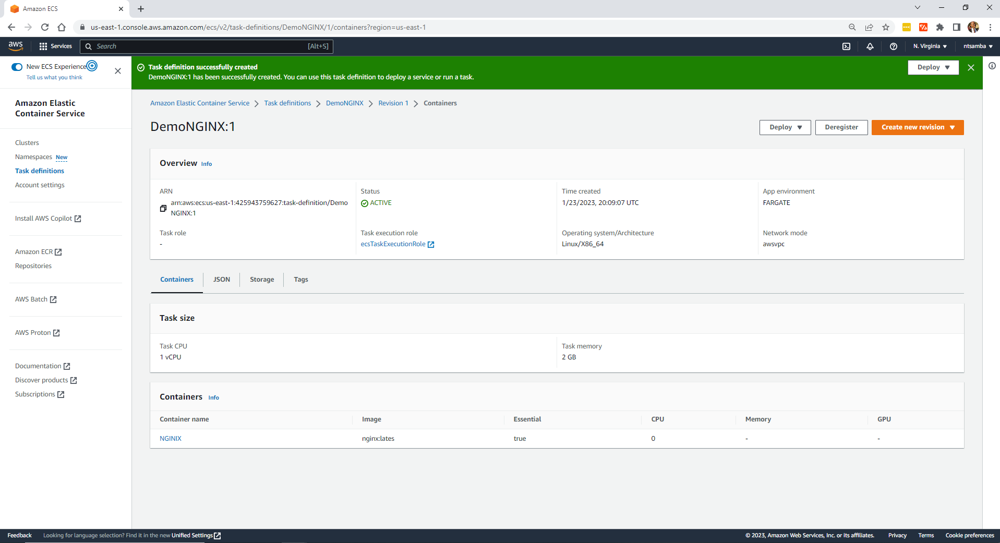 Amazon ECS
us-east-1.console.aws.amazon.com/ecs/v2/task-definitions/DemoNGINX/1/containers?region=us-east-1
aws
Services
Search
[Alt+S]
N. Virginia
ntsamba
New ECS Experience
Tell us what you think
Task definition successfully created
DemoNGINX:1 has been successfully created. You can use this task definition to deploy a service or run a task.
Deploy
Amazon Elastic
Container Service
Clusters
Namespaces New
Task definitions
Account settings
Install AWS Copilot
Amazon ECR
Repositories
AWS Batch
AWS Proton
Documentation
Discover products
Subscriptions
Amazon Elastic Container Service > Task definitions > DemoNGINX > Revision 1 > Containers
DemoNGINX:1
Deploy
Deregister
Create new revision
Overview Info
ARN
arn:aws:ecs:us-east-1:425943759627:task-definition/Demo
NGINX:1
Status
ACTIVE
Time created
1/23/2023, 20:09:07 UTC
App environment
FARGATE
Task role
-
Task execution role
ecsTaskExecutionRole
Operating system/Architecture
Linux/X86_64
Network mode
awsvpc
Containers
JSON
Storage
Tags
Task size
Task CPU
1 vCPU
Task memory
2 GB
Containers Info
Container name Image Essential CPU Memory GPU
NGINIX nginx:lates true 0 - -
Feedback
Looking for language selection? Find it in the new Unified Settings
© 2023, Amazon Web Services, Inc. or its affiliates.
Privacy
Terms
Cookie preferences